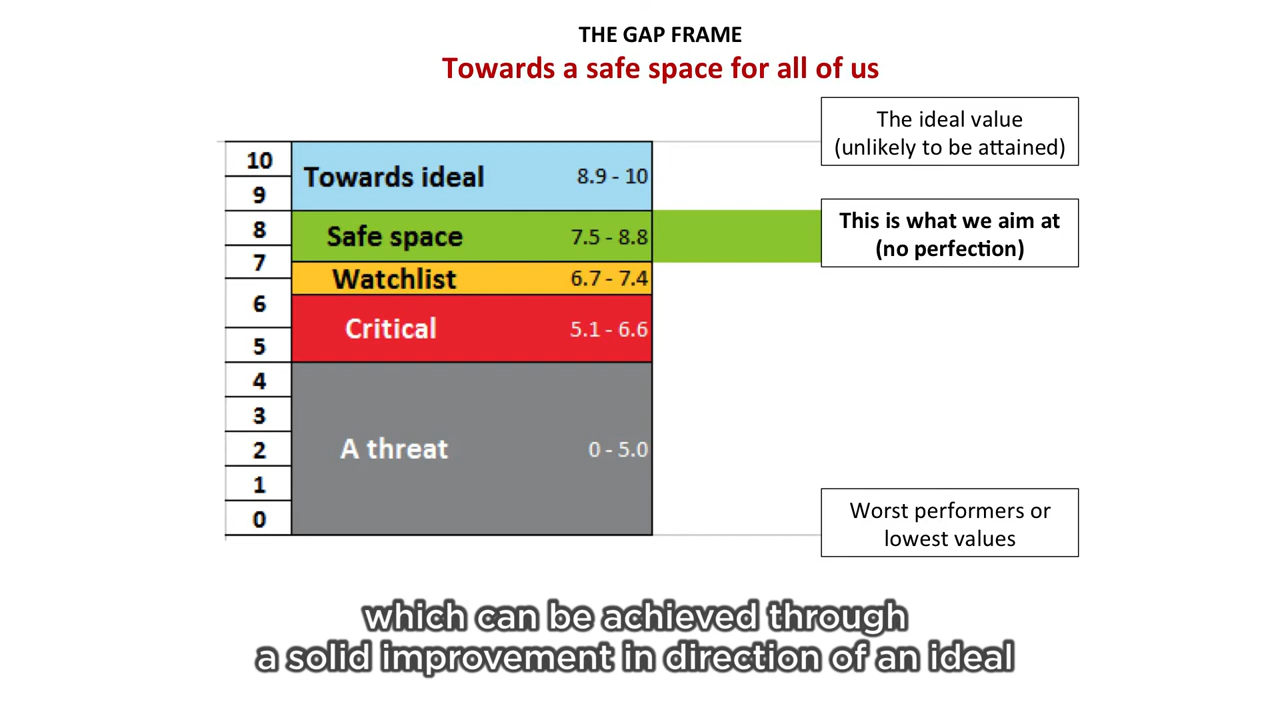 THE GAP FRAME
Towards a safe space for all of us
The ideal value
(unlikely to be attained)
10
9
Towards ideal 8.9 - 10
8
7
Safe space 7.5 - 8.8
This is what we aim at
(no perfection)
Watchlist 6.7 - 7.4
6
5
Critical 5.1 - 6.6
4
3
2
1
0
A threat 0 - 5.0
Worst performers or
lowest values
which can be achieved through
a solid improvement in direction of an ideal